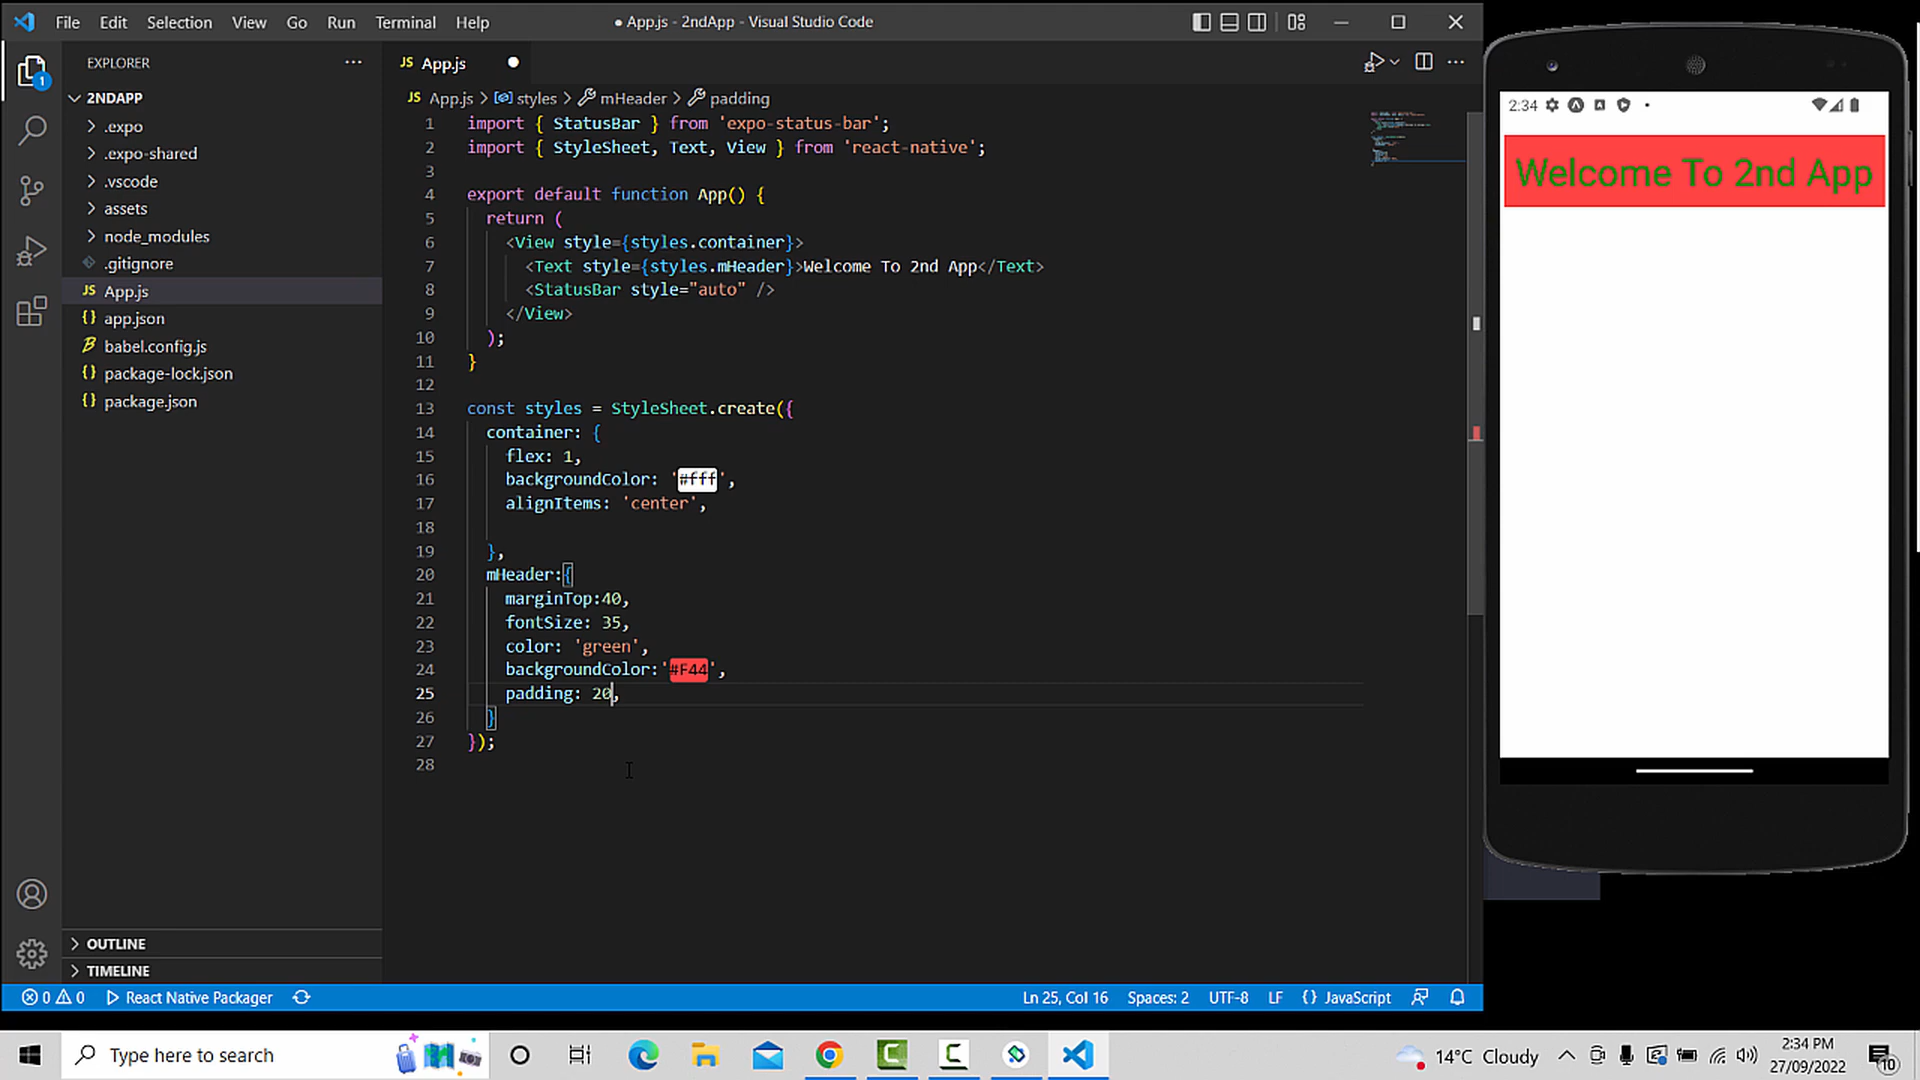 File Edit Selection View Go Run Terminal Help
● App.js - 2ndApp - Visual Studio Code
EXPLORER
2NDAPP
.expo
.expo-shared
.vscode
assets
node_modules
.gitignore
JS App.js
{} app.json
babel.config.js
{} package-lock.json
{} package.json
OUTLINE
TIMELINE
1
JS App.js
JS App.js > styles > mHeader > padding
1 import { StatusBar } from 'expo-status-bar';
2 import { StyleSheet, Text, View } from 'react-native';
3
4 export default function App() {
5 return (
6 <View style={styles.container}>
7 <Text style={styles.mHeader}>Welcome To 2nd App</Text>
8 <StatusBar style="auto" />
9 </View>
10 );
11 }
12
13 const styles = StyleSheet.create({
14 container: {
15 flex: 1,
16 backgroundColor: '#fff',
17 alignItems: 'center',
18
19 },
20 mHeader:{
21 marginTop:40,
22 fontSize: 35,
23 color: 'green',
24 backgroundColor:'#F44',
25 padding: 20,
26 }
27 });
28
2:34
Welcome To 2nd App
0 0 React Native Packager
Ln 25, Col 16 Spaces: 2 UTF-8 LF {} JavaScript
Type here to search
14°C Cloudy
2:34 PM
27/09/2022
10